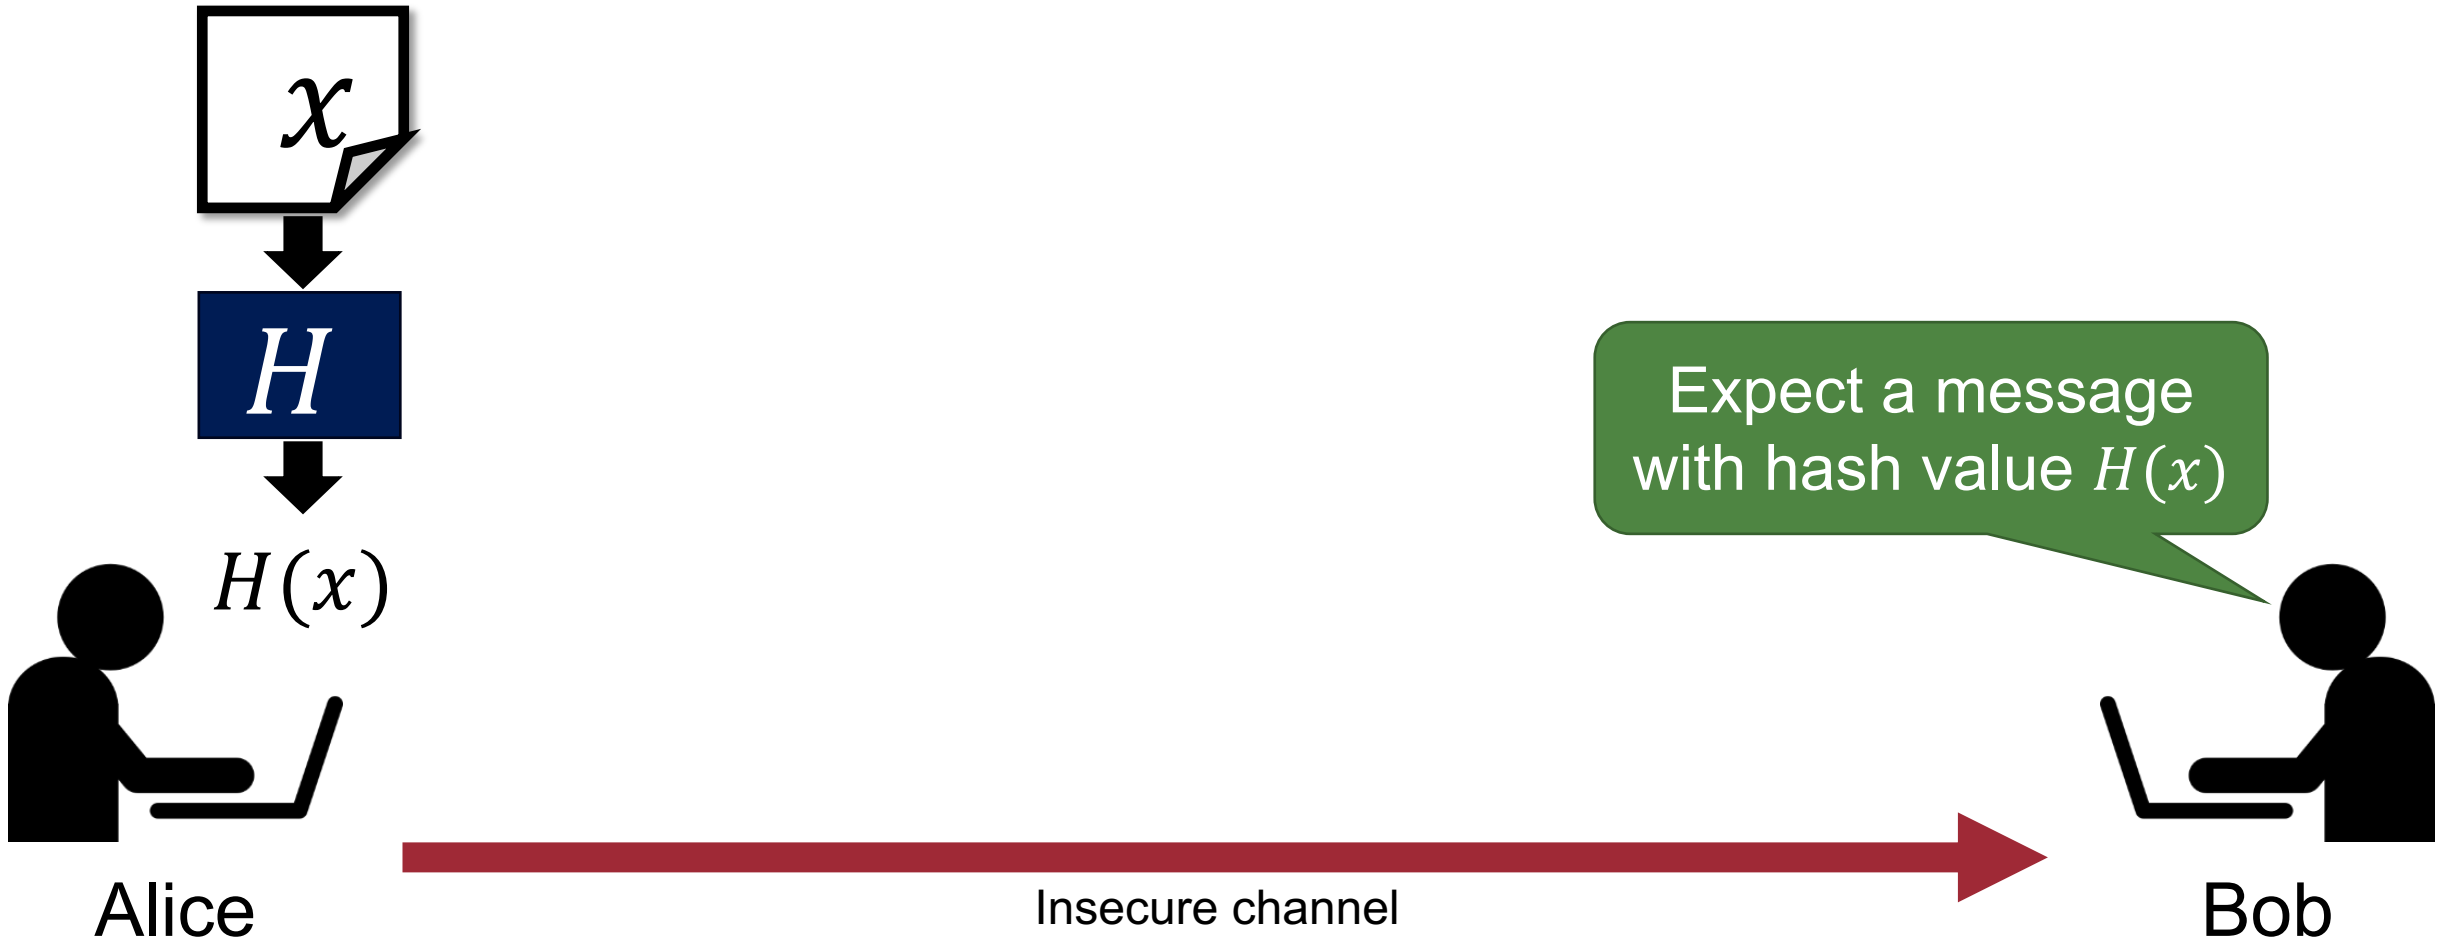 x
H
H(x)
Expect a message
with hash value H(x)
Insecure channel
Alice
Bob